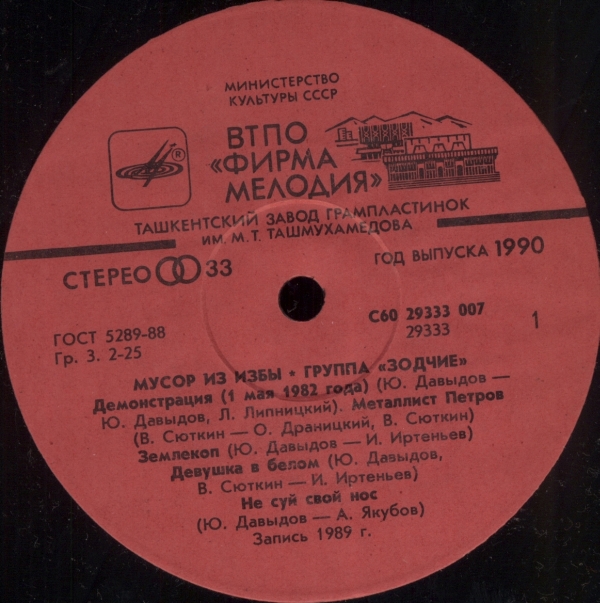 МИНИСТЕРСТВО
КУЛЬТУРЫ СССР
ВТПО
«ФИРМА
МЕЛОДИЯ»
®
ТАШКЕНТСКИЙ ЗАВОД ГРАМПЛАСТИНОК
ИМ. М. Т. ТАШМУХАМЕДОВА
СТЕРЕО 33
ГОД ВЫПУСКА 1990
ГОСТ 5289-88
Гр. 3. 2-25
С60 29333 007
29333
1
МУСОР ИЗ ИЗБЫ • ГРУППА «ЗОДЧИЕ»
Демонстрация (1 мая 1982 года) (Ю. Давыдов —
Ю. Давыдов, Л. Липницкий). Металлист Петров
(В. Сюткин — О. Драницкий, В. Сюткин)
Землекоп (Ю. Давыдов — И. Иртеньев)
Девушка в белом (Ю. Давыдов,
В. Сюткин — И. Иртеньев)
Не суй свой нос
(Ю. Давыдов — А. Якубов)
Запись 1989 г.